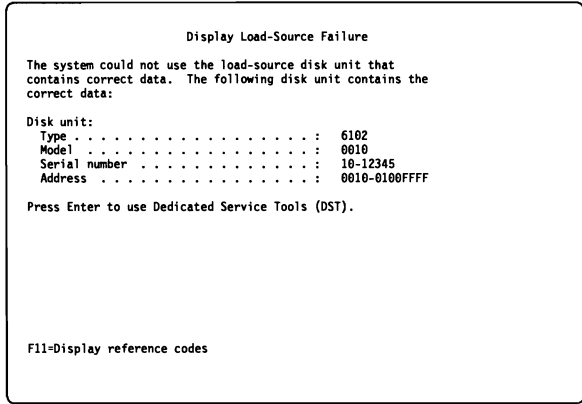 Display Load-Source Failure
The system could not use the load-source disk unit that
contains correct data.  The following disk unit contains the
correct data:
Disk unit:
Type . . . . . . . . . . . . . . . . . . . :   6102
Model  . . . . . . . . . . . . . . . . . . :   0010
Serial number  . . . . . . . . . . . . . . :   10-12345
Address  . . . . . . . . . . . . . . . . . :   0010-0100FFFF
Press Enter to use Dedicated Service Tools (DST).
F11=Display reference codes